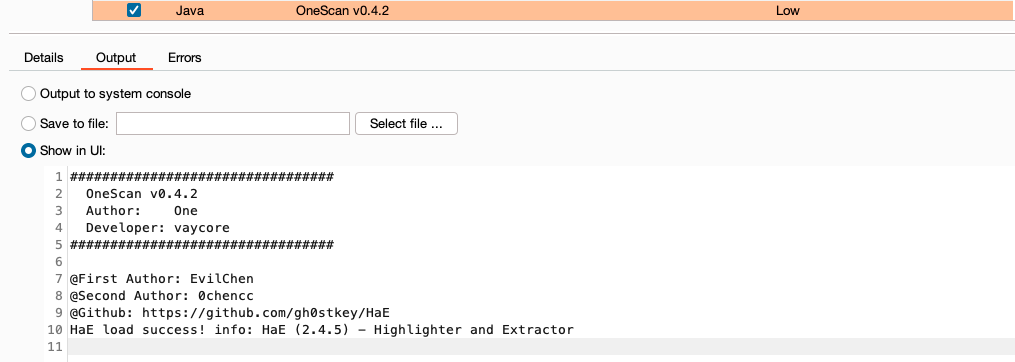 Java OneScan v0.4.2 Low
Details Output Errors
Output to system console
Save to file: Select file ...
Show in UI:
1 #################################
2   OneScan v0.4.2
3   Author:    One
4   Developer: vaycore
5 #################################
6
7 @First Author: EvilChen
8 @Second Author: 0chencc
9 @Github: https://github.com/gh0stkey/HaE
10 HaE load success! info: HaE (2.4.5) - Highlighter and Extractor
11